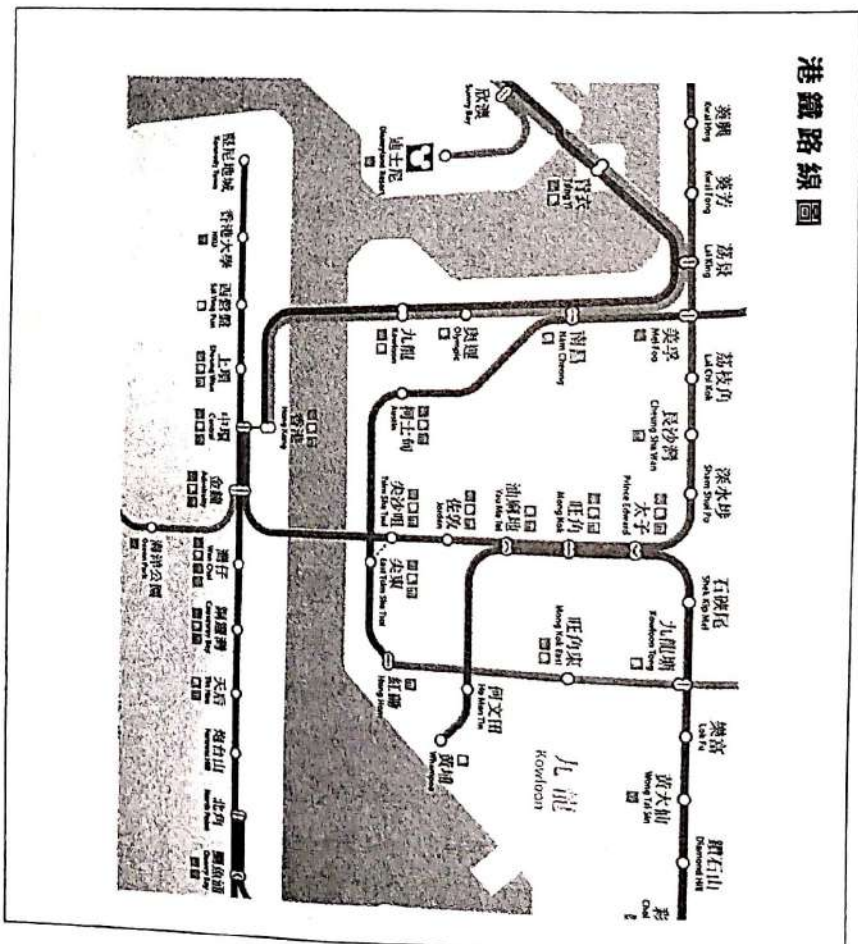 港鐵路線圖
葵興
Kwai Hing
葵芳
Kwai Fong
荔景
Lai King
美孚
Mei Foo
荔枝角
Lai Chi Kok
長沙灣
Cheung Sha Wan
深水埗
Sham Shui Po
太子
Prince Edward
石硤尾
Shek Kip Mei
九龍塘
Kowloon Tong
樂富
Lok Fu
黃大仙
Wong Tai Sin
鑽石山
Diamond Hill
彩
Choi
欣澳
Sunny Bay
迪士尼
Disneyland Resort
青衣
Tsing Yi
南昌
Nam Cheong
奧運
Olympic
九龍
Kowloon
柯士甸
Austin
旺角
Mong Kok
油麻地
Yau Ma Tei
佐敦
Jordan
尖沙咀
Tsim Sha Tsui
尖東
East Tsim Sha Tsui
旺角東
Mong Kok East
何文田
Ho Man Tin
紅磡
Hung Hom
黃埔
Whampoa
九龍
Kowloon
香港
Hong Kong
堅尼地城
Kennedy Town
香港大學
HKU
西營盤
Sai Ying Pun
上環
Sheung Wan
中環
Central
金鐘
Admiralty
海洋公園
Ocean Park
灣仔
Wan Chai
銅鑼灣
Causeway Bay
天后
Tin Hau
炮台山
Fortress Hill
北角
North Point
鰂魚涌
Quarry Bay